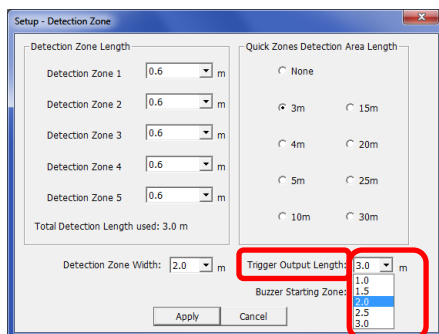 Setup - Detection Zone
Detection Zone Length
Detection Zone 1 0.6 m
Detection Zone 2 0.6 m
Detection Zone 3 0.6 m
Detection Zone 4 0.6 m
Detection Zone 5 0.6 m
Total Detection Length used: 3.0 m
Quick Zones Detection Area Length
None
3m 15m
4m 20m
5m 25m
10m 30m
Detection Zone Width: 2.0 m
Trigger Output Length: 3.0 m
1.0
1.5
2.0
2.5
3.0
Buzzer Starting Zone:
Apply Cancel